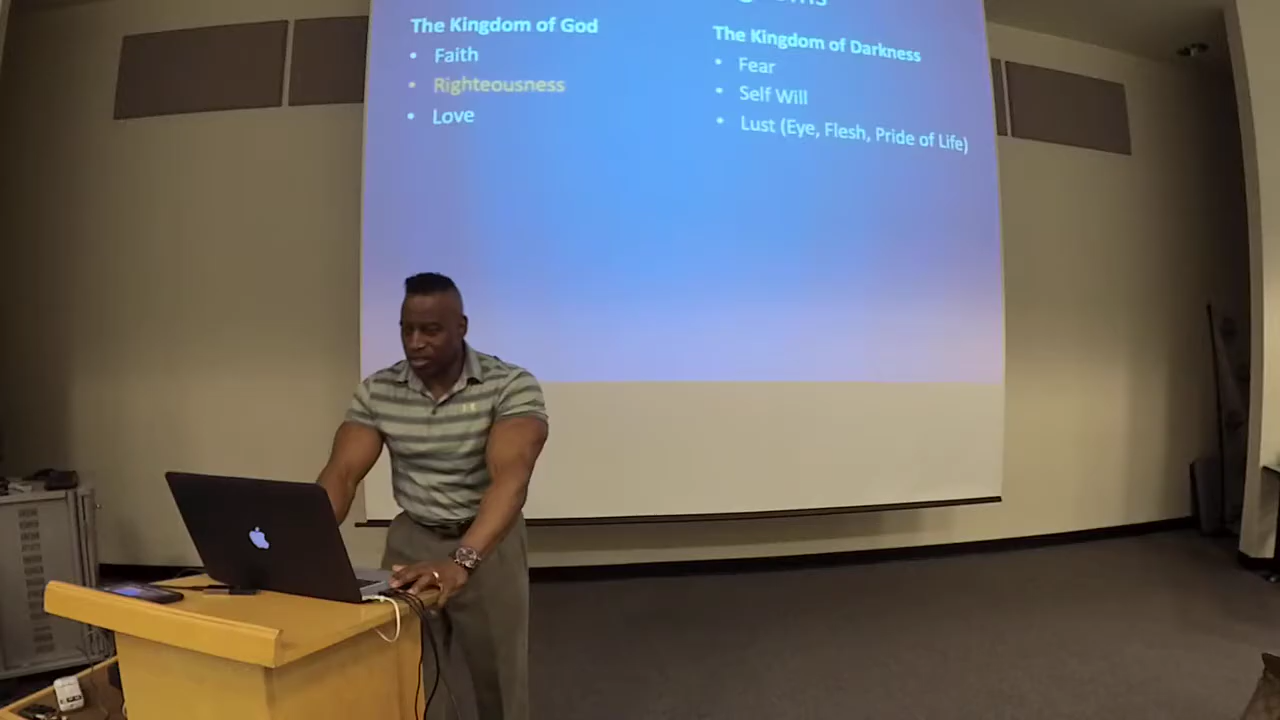 The Kingdom of God
• Faith
• Righteousness
• Love
The Kingdom of Darkness
• Fear
• Self Will
• Lust (Eye, Flesh, Pride of Life)